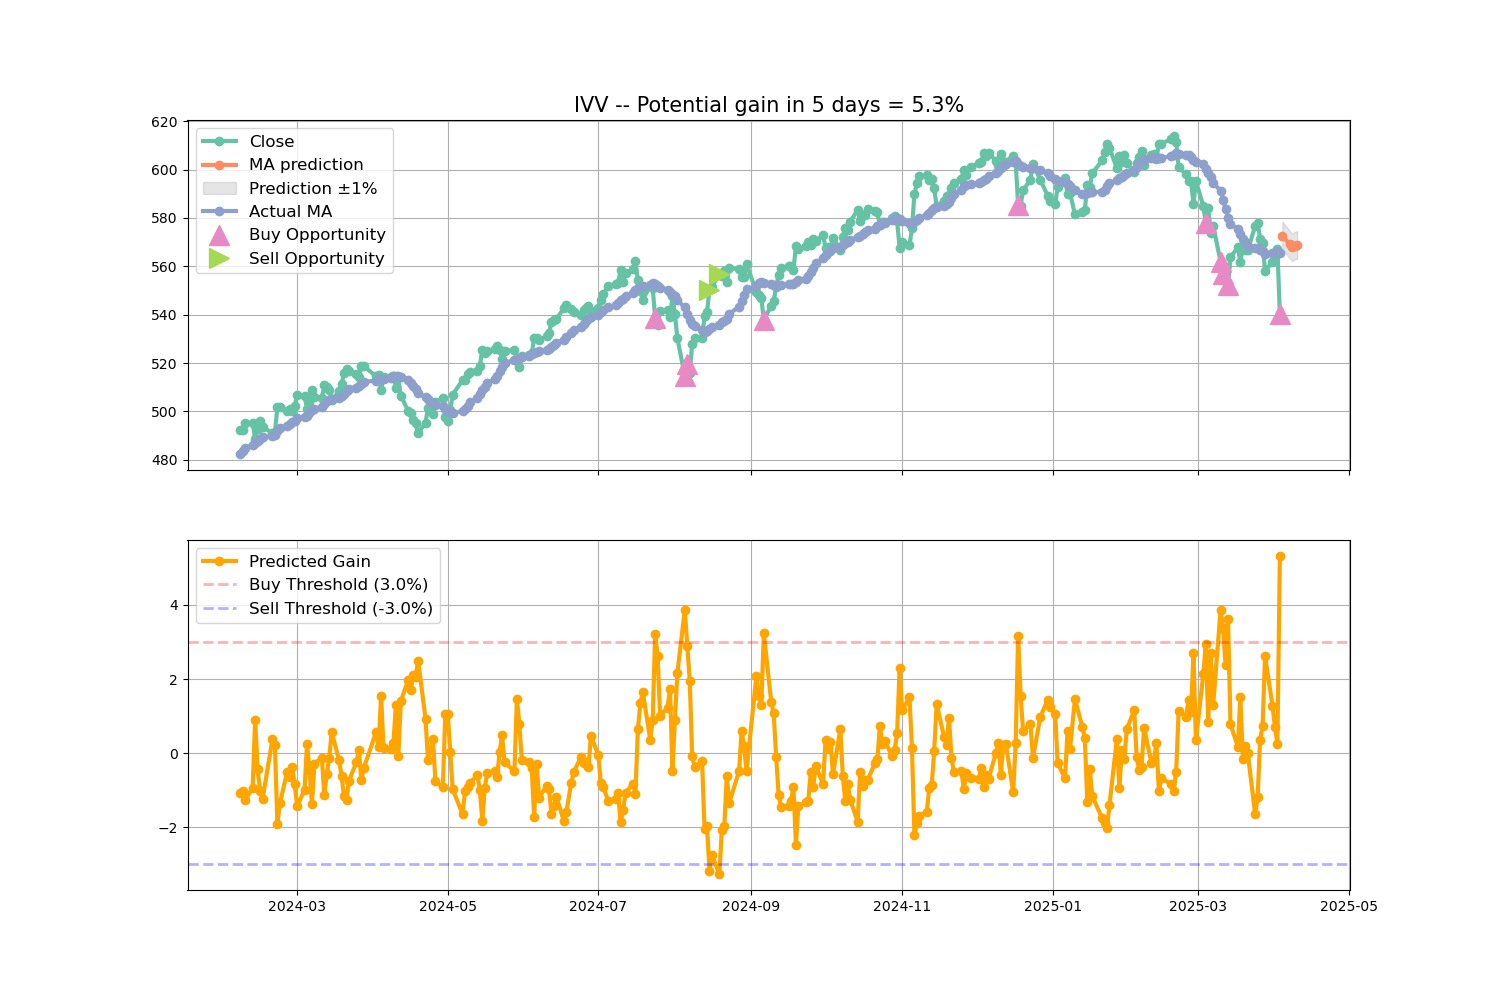 IVV -- Potential gain in 5 days = 5.3%
620
600
580
560
540
520
500
480
Close
MA prediction
Prediction ±1%
Actual MA
Buy Opportunity
Sell Opportunity
4
2
0
−2
Predicted Gain
Buy Threshold (3.0%)
Sell Threshold (-3.0%)
2024-03
2024-05
2024-07
2024-09
2024-11
2025-01
2025-03
2025-05